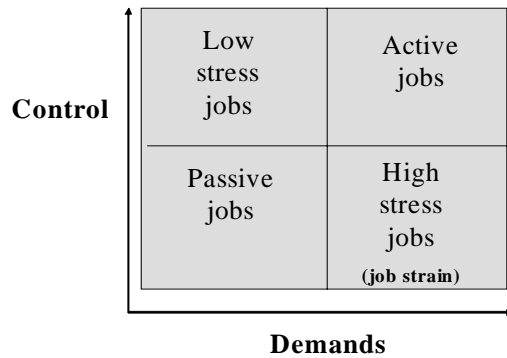 Control
Low
stress
jobs
Active
jobs
Passive
jobs
High
stress
jobs
(job strain)
Demands